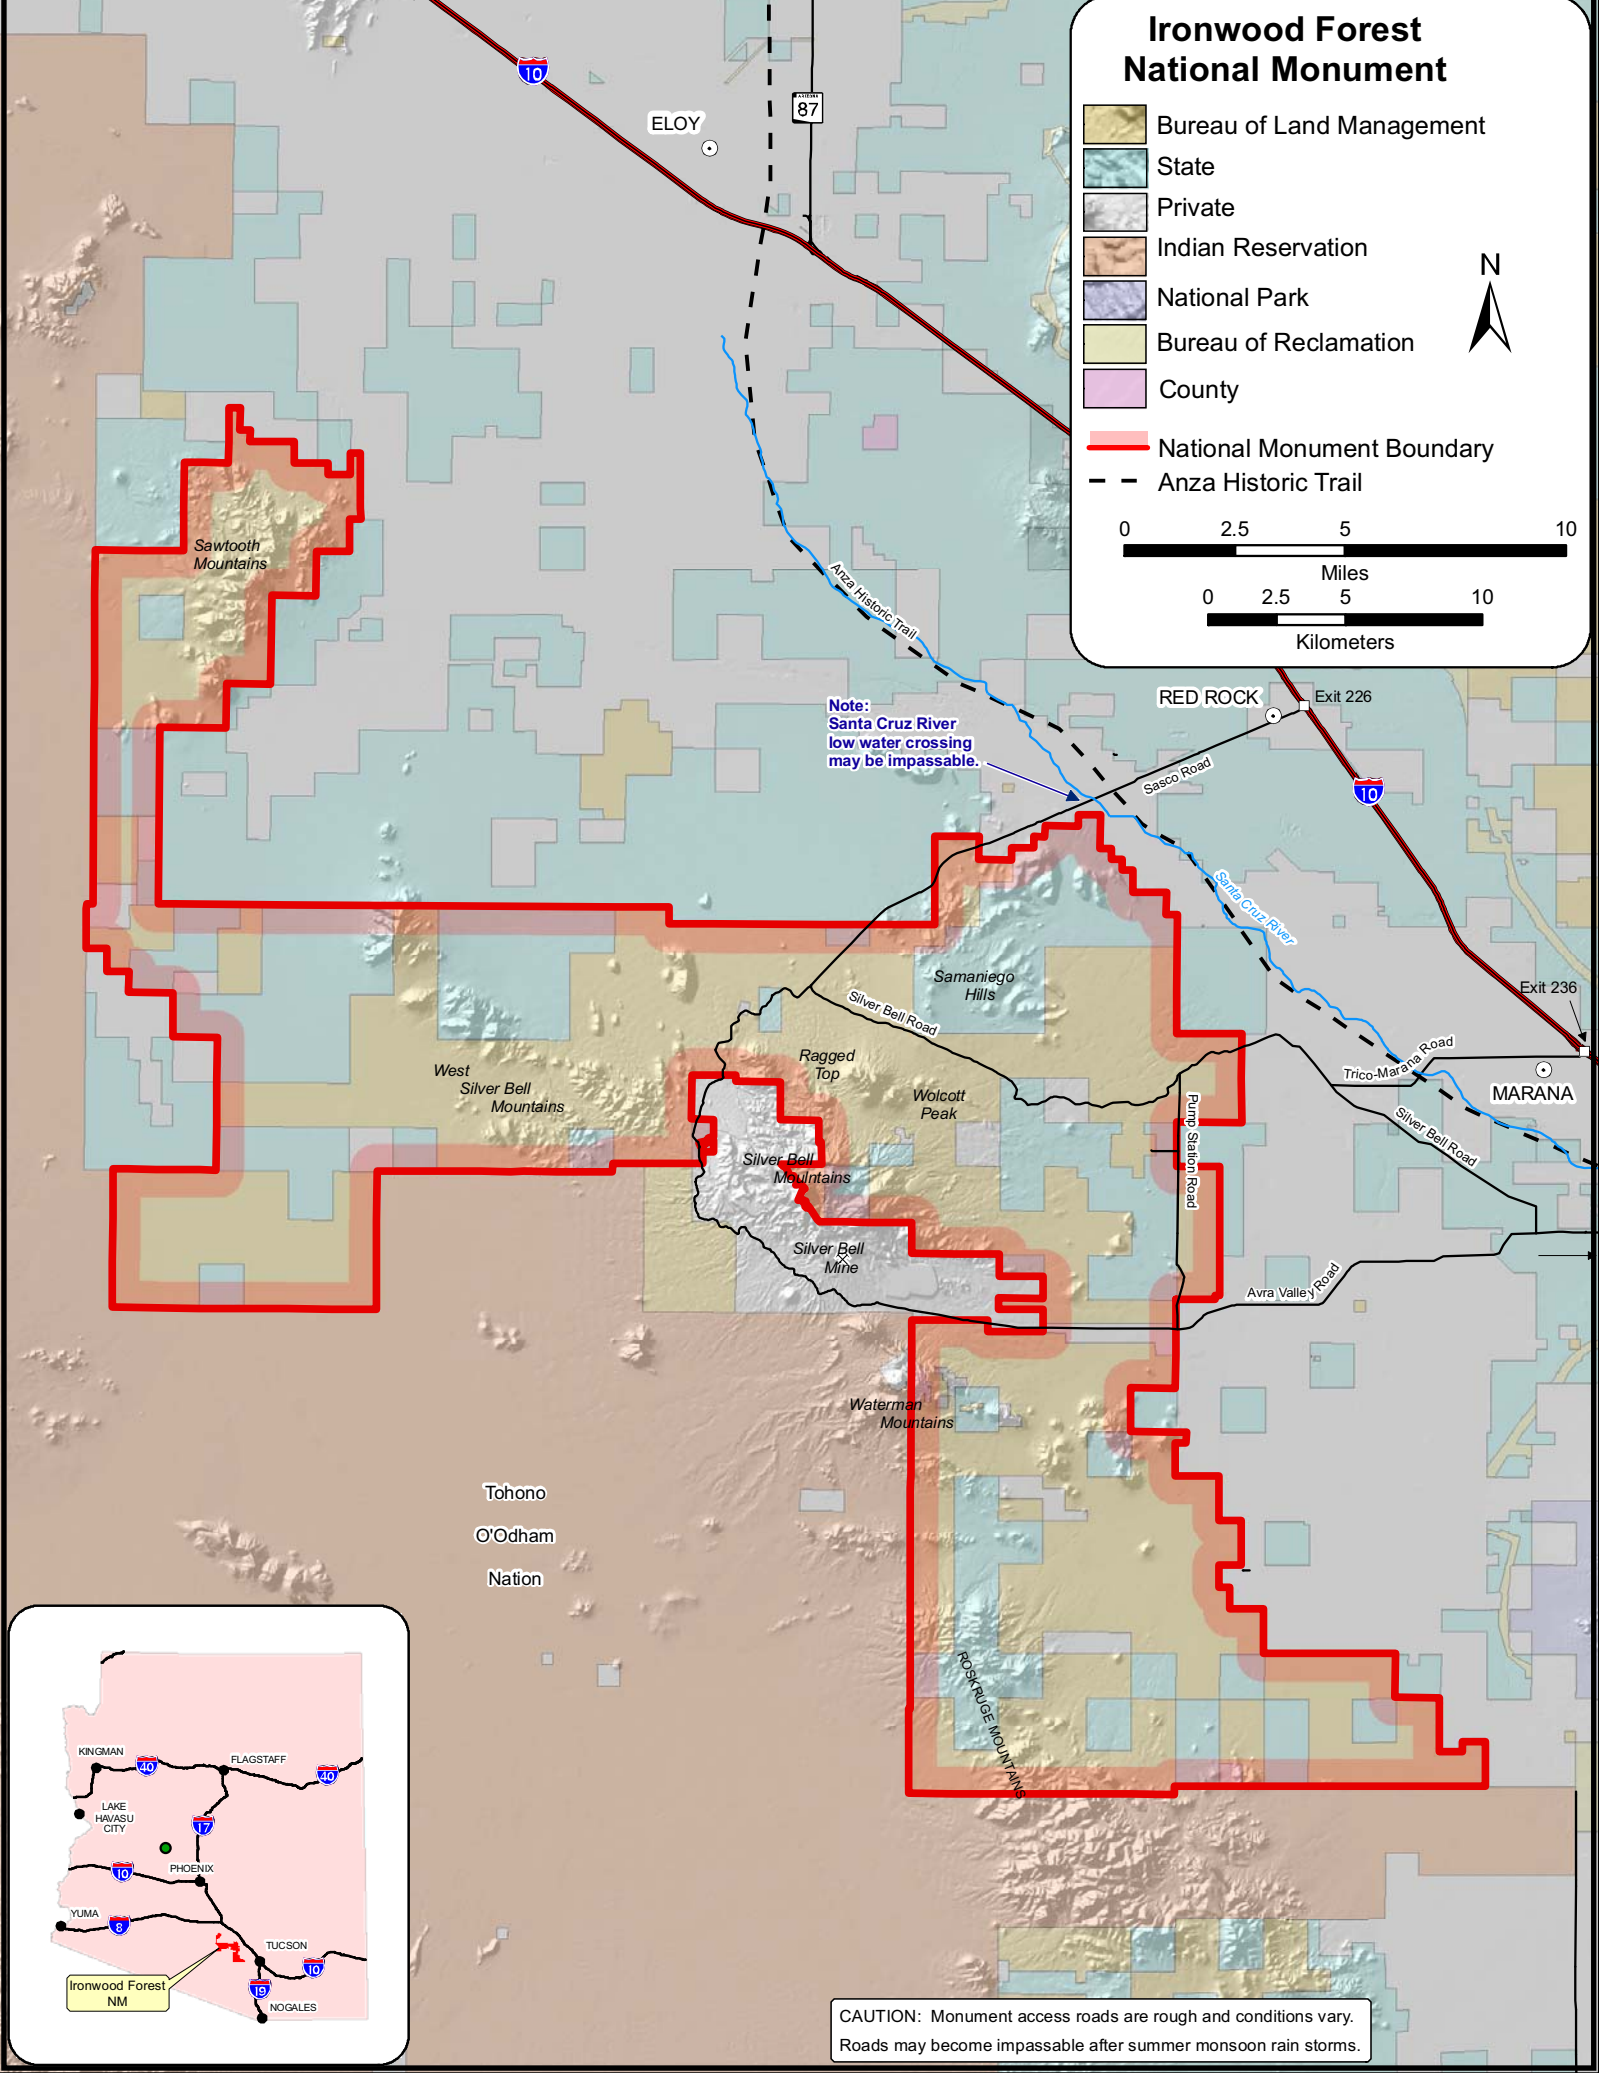 Ironwood Forest
National Monument
Bureau of Land Management
State
Private
Indian Reservation
National Park
Bureau of Reclamation
County
National Monument Boundary
Anza Historic Trail
N
0 2.5 5 10
Miles
0 2.5 5 10
Kilometers
10
ELOY
ARIZONA
87
Sawtooth
Mountains
Anza Historic Trail
Note:
Santa Cruz River
low water crossing
may be impassable.
RED ROCK
Exit 226
Sasco Road
10
Santa Cruz River
Samaniego
Hills
Silver Bell Road
Exit 236
Ragged
Top
West
Silver Bell
Mountains
Wolcott
Peak
Trico-Marana Road
MARANA
Pump Station Road
Silver Bell Road
Silver Bell
Moulntains
Silver Bell
Mine
Avra Valley Road
Waterman
Mountains
Tohono
O'Odham
Nation
ROSKRUGE MOUNTAINS
KINGMAN
40
FLAGSTAFF
40
LAKE
HAVASU
CITY
17
10
PHOENIX
YUMA
8
TUCSON
10
19
Ironwood Forest
NM
NOGALES
CAUTION: Monument access roads are rough and conditions vary.
Roads may become impassable after summer monsoon rain storms.